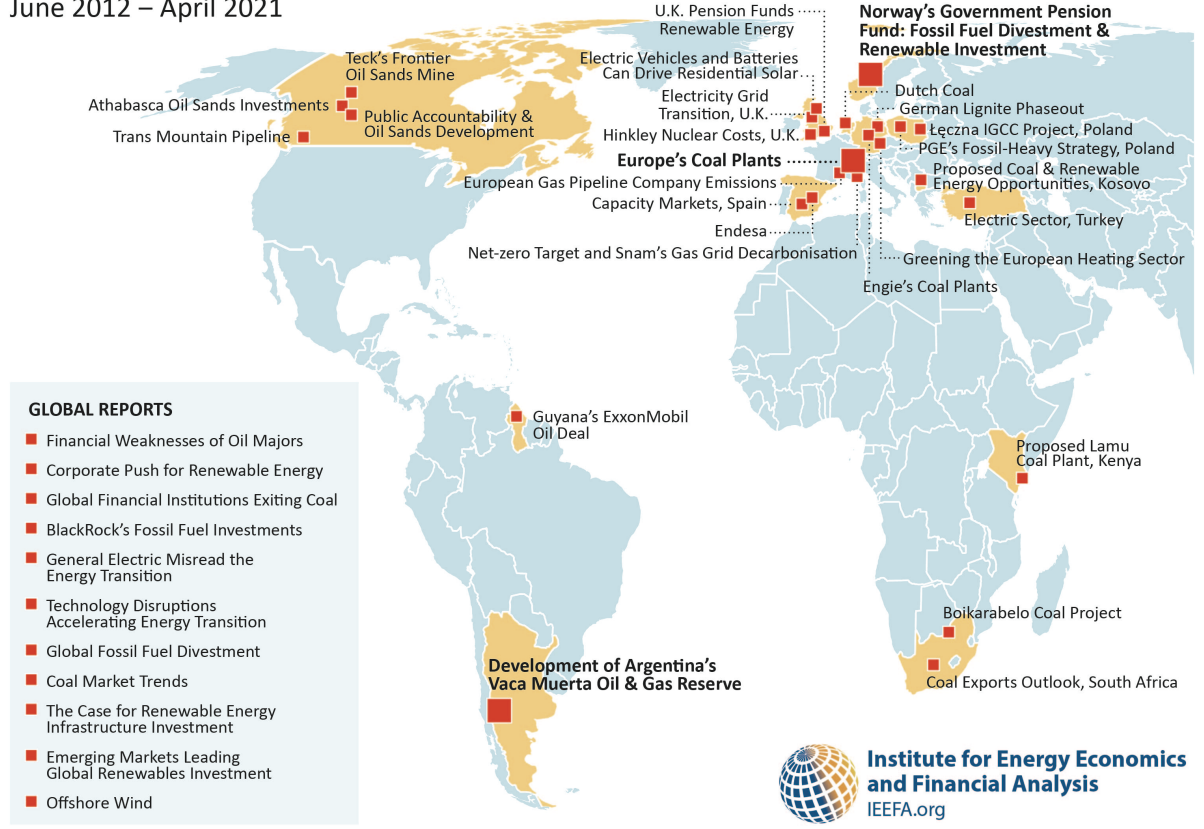 June 2012 – April 2021
U.K. Pension Funds
Renewable Energy
Norway’s Government Pension
Fund: Fossil Fuel Divestment &
Renewable Investment
Teck’s Frontier
Oil Sands Mine
Athabasca Oil Sands Investments
Public Accountability &
Oil Sands Development
Trans Mountain Pipeline
Electric Vehicles and Batteries
Can Drive Residential Solar
Electricity Grid
Transition, U.K.
Hinkley Nuclear Costs, U.K.
Europe’s Coal Plants
European Gas Pipeline Company Emissions
Capacity Markets, Spain
Endesa
Net-zero Target and Snam’s Gas Grid Decarbonisation
Dutch Coal
German Lignite Phaseout
Łęczna IGCC Project, Poland
PGE’s Fossil-Heavy Strategy, Poland
Proposed Coal & Renewable
Energy Opportunities, Kosovo
Electric Sector, Turkey
Greening the European Heating Sector
Engie’s Coal Plants
Guyana’s ExxonMobil
Oil Deal
Proposed Lamu
Coal Plant, Kenya
Boikarabelo Coal Project
Coal Exports Outlook, South Africa
Development of Argentina’s
Vaca Muerta Oil & Gas Reserve
GLOBAL REPORTS
Financial Weaknesses of Oil Majors
Corporate Push for Renewable Energy
Global Financial Institutions Exiting Coal
BlackRock’s Fossil Fuel Investments
General Electric Misread the
Energy Transition
Technology Disruptions
Accelerating Energy Transition
Global Fossil Fuel Divestment
Coal Market Trends
The Case for Renewable Energy
Infrastructure Investment
Emerging Markets Leading
Global Renewables Investment
Offshore Wind
Institute for Energy Economics
and Financial Analysis
IEEFA.org